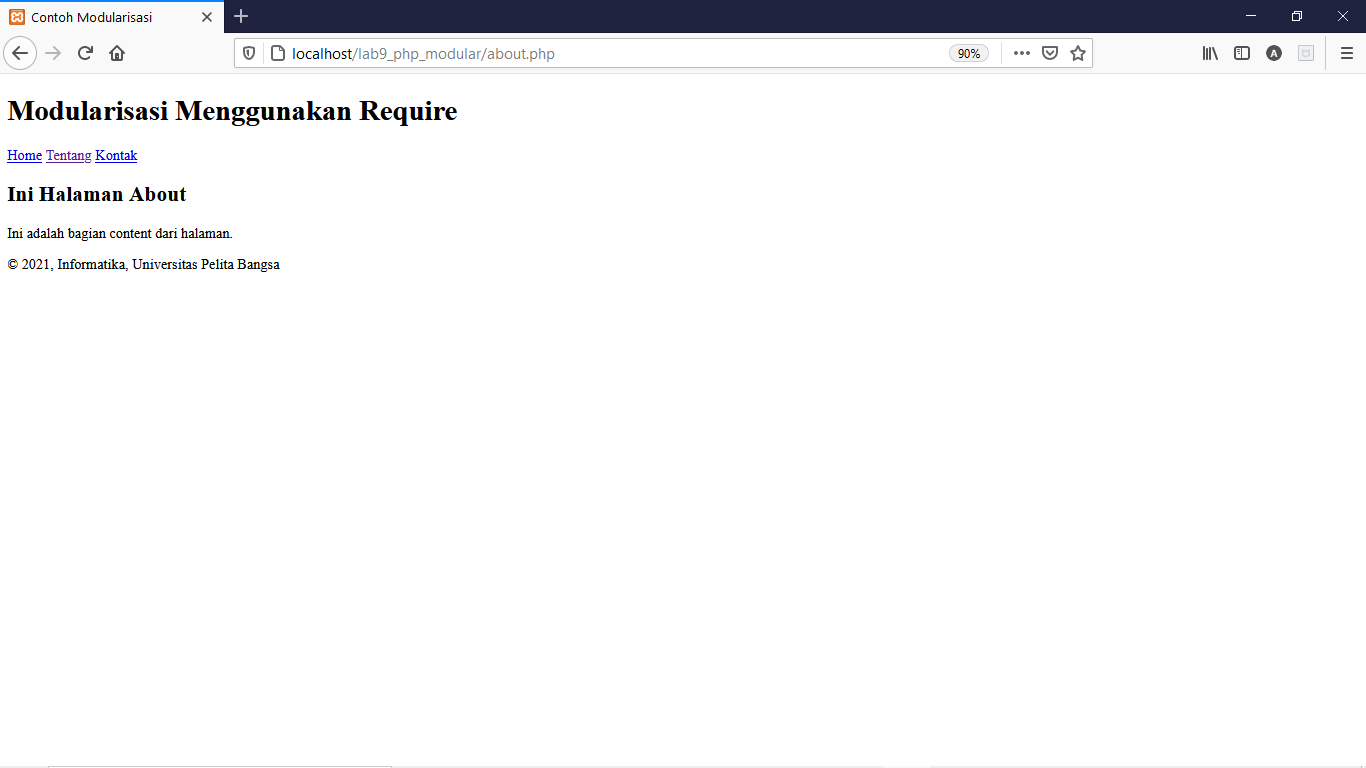 Contoh Modularisasi
localhost/lab9_php_modular/about.php 90%
Modularisasi Menggunakan Require
Home Tentang Kontak
Ini Halaman About
Ini adalah bagian content dari halaman.
© 2021, Informatika, Universitas Pelita Bangsa